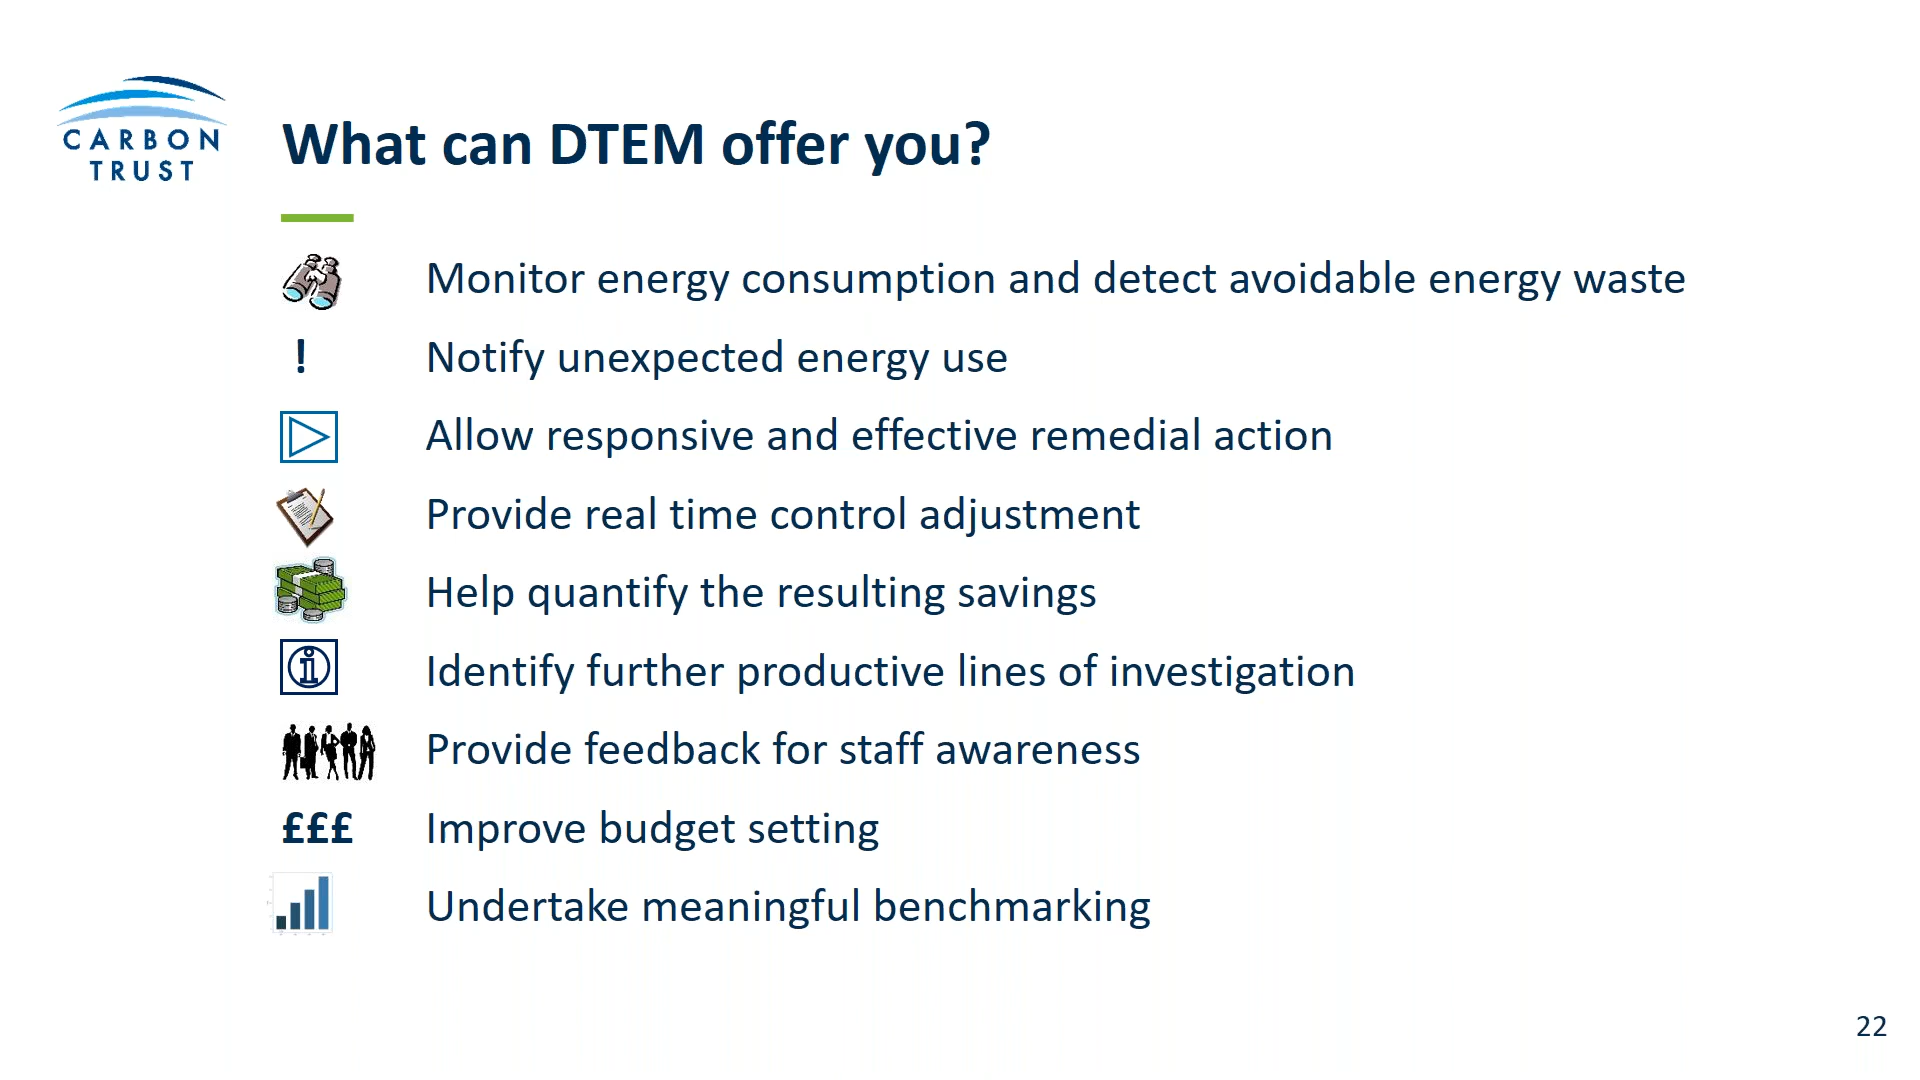 CARBON
TRUST
What can DTEM offer you?
Monitor energy consumption and detect avoidable energy waste
! Notify unexpected energy use
Allow responsive and effective remedial action
Provide real time control adjustment
Help quantify the resulting savings
Identify further productive lines of investigation
Provide feedback for staff awareness
£££ Improve budget setting
Undertake meaningful benchmarking
22